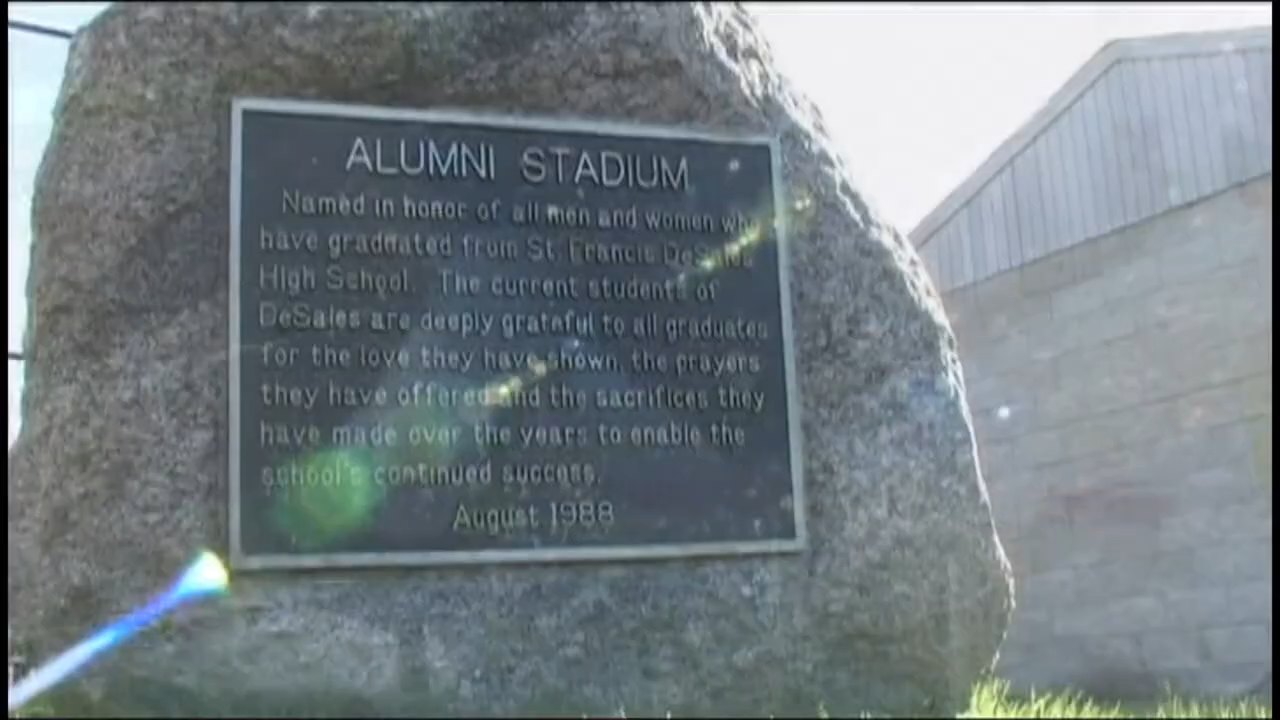 ALUMNI STADIUM
Named in honor of all men and women who
have graduated from St. Francis DeSales
High School. The current students of
DeSales are deeply grateful to all graduates
for the love they have shown, the prayers
they have offered and the sacrifices they
have made over the years to enable the
school's continued success.
August 1988